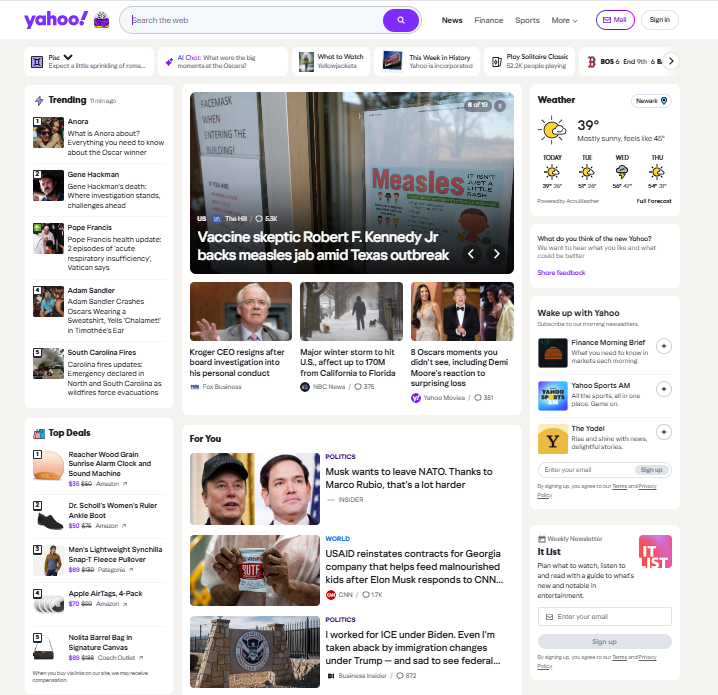 yahoo!
Search the web
News Finance Sports More
Mail
Sign in
Pisc
Expect a little sprinkling of rome...
AI Chat: What were the big
moments at the Oscars?
What to Watch
Yellowjackets
This Week in History
Yahoo is incorporated
Play Solitaire Classic
52.2K people playing
BOS 6 End 9th 6
Trending 11 min ago
1
Anora
What is Anora about?
Everything you need to know
about the Oscar winner
2
Gene Hackman
Gene Hackman's death:
Where investigation stands,
challenges ahead
Pope Francis
Pope Francis health update:
2 episodes of 'acute
respiratory insufficiency',
Vatican says
4
Adam Sandler
Adam Sandler Crashes
Oscars Wearing a
Sweatshirt, Yells 'Chalamet!'
in Timothée's Ear
5
South Carolina Fires
Carolina fires updates:
Emergency declared in
North and South Carolina as
wildfires force evacuations
Top Deals
1
Reacher Wood Grain
Sunrise Alarm Clock and
Sound Machine
$35 $50 Amazon
2
Dr. Scholl's Women's Ruler
Ankle Boot
$50 $75 Amazon
3
Men's Lightweight Synchilla
Snap-T Fleece Pullover
$69 $139 Patagonia
4
Apple AirTags, 4-Pack
$70 $99 Amazon
5
Nolita Barrel Bag In
Signature Canvas
$89 $188 Coach Outlet
When you buy via links on our site, we may receive
compensation.
FACEMASK
WHEN
ENTERING THE
BUILDING!
IF YOU ARE:
Measles
IT ISN'T
JUST A
LITTLE
RASH
8 of 19
US The Hill / 5.3K
Vaccine skeptic Robert F. Kennedy Jr
backs measles jab amid Texas outbreak
Kroger CEO resigns after
board investigation into
his personal conduct
Fox Business
Major winter storm to hit
U.S., affect up to 170M
from California to Florida
NBC News / 375
8 Oscars moments you
didn't see, including Demi
Moore's reaction to
surprising loss
Yahoo Movies / 351
For You
POLITICS
Musk wants to leave NATO. Thanks to
Marco Rubio, that's a lot harder
INSIDER
WORLD
USAID reinstates contracts for Georgia
company that helps feed malnourished
kids after Elon Musk responds to CNN...
CNN / 1.7K
POLITICS
I worked for ICE under Biden. Even I'm
taken aback by immigration changes
under Trump — and sad to see federal...
BI Business Insider / 872
Weather
Newark
39°
Mostly sunny, feels like 45°
TODAY TUE WED THU
39° 26° 51° 26° 56° 47° 54° 31°
Powered by AccuWeather Full Forecast
What do you think of the new Yahoo?
We want to hear what you like and what
could be better
Share feedback
Wake up with Yahoo
Subscribe to our morning newsletters.
Finance Morning Brief
What you need to know in
markets each morning.
YAHOO
SPORTS
AM
Yahoo Sports AM
All the sports, all in one
place. Game on.
Y
The Yodel
Rise and shine with news,
delightful stories.
Enter your email Sign up
By signing up, you agree to our Terms and Privacy
Policy
Weekly Newsletter
It List
IT
LIST
Plan what to watch, listen to
and read with a guide to what's
new and notable in
entertainment.
Enter your email
Sign up
By signing up, you agree to our Terms and Privacy
Policy.